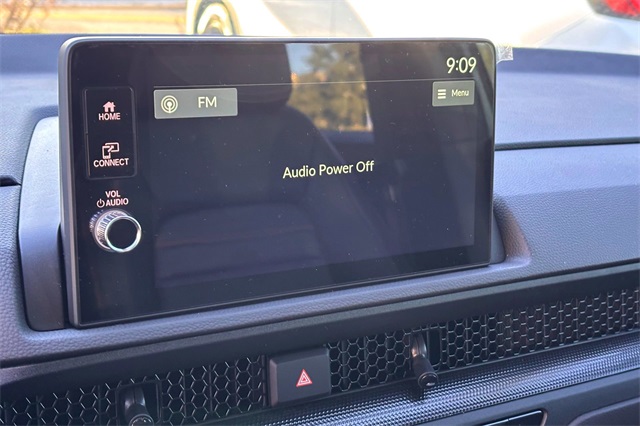 9:09
HOME
FM
Menu
CONNECT
Audio Power Off
VOL
AUDIO